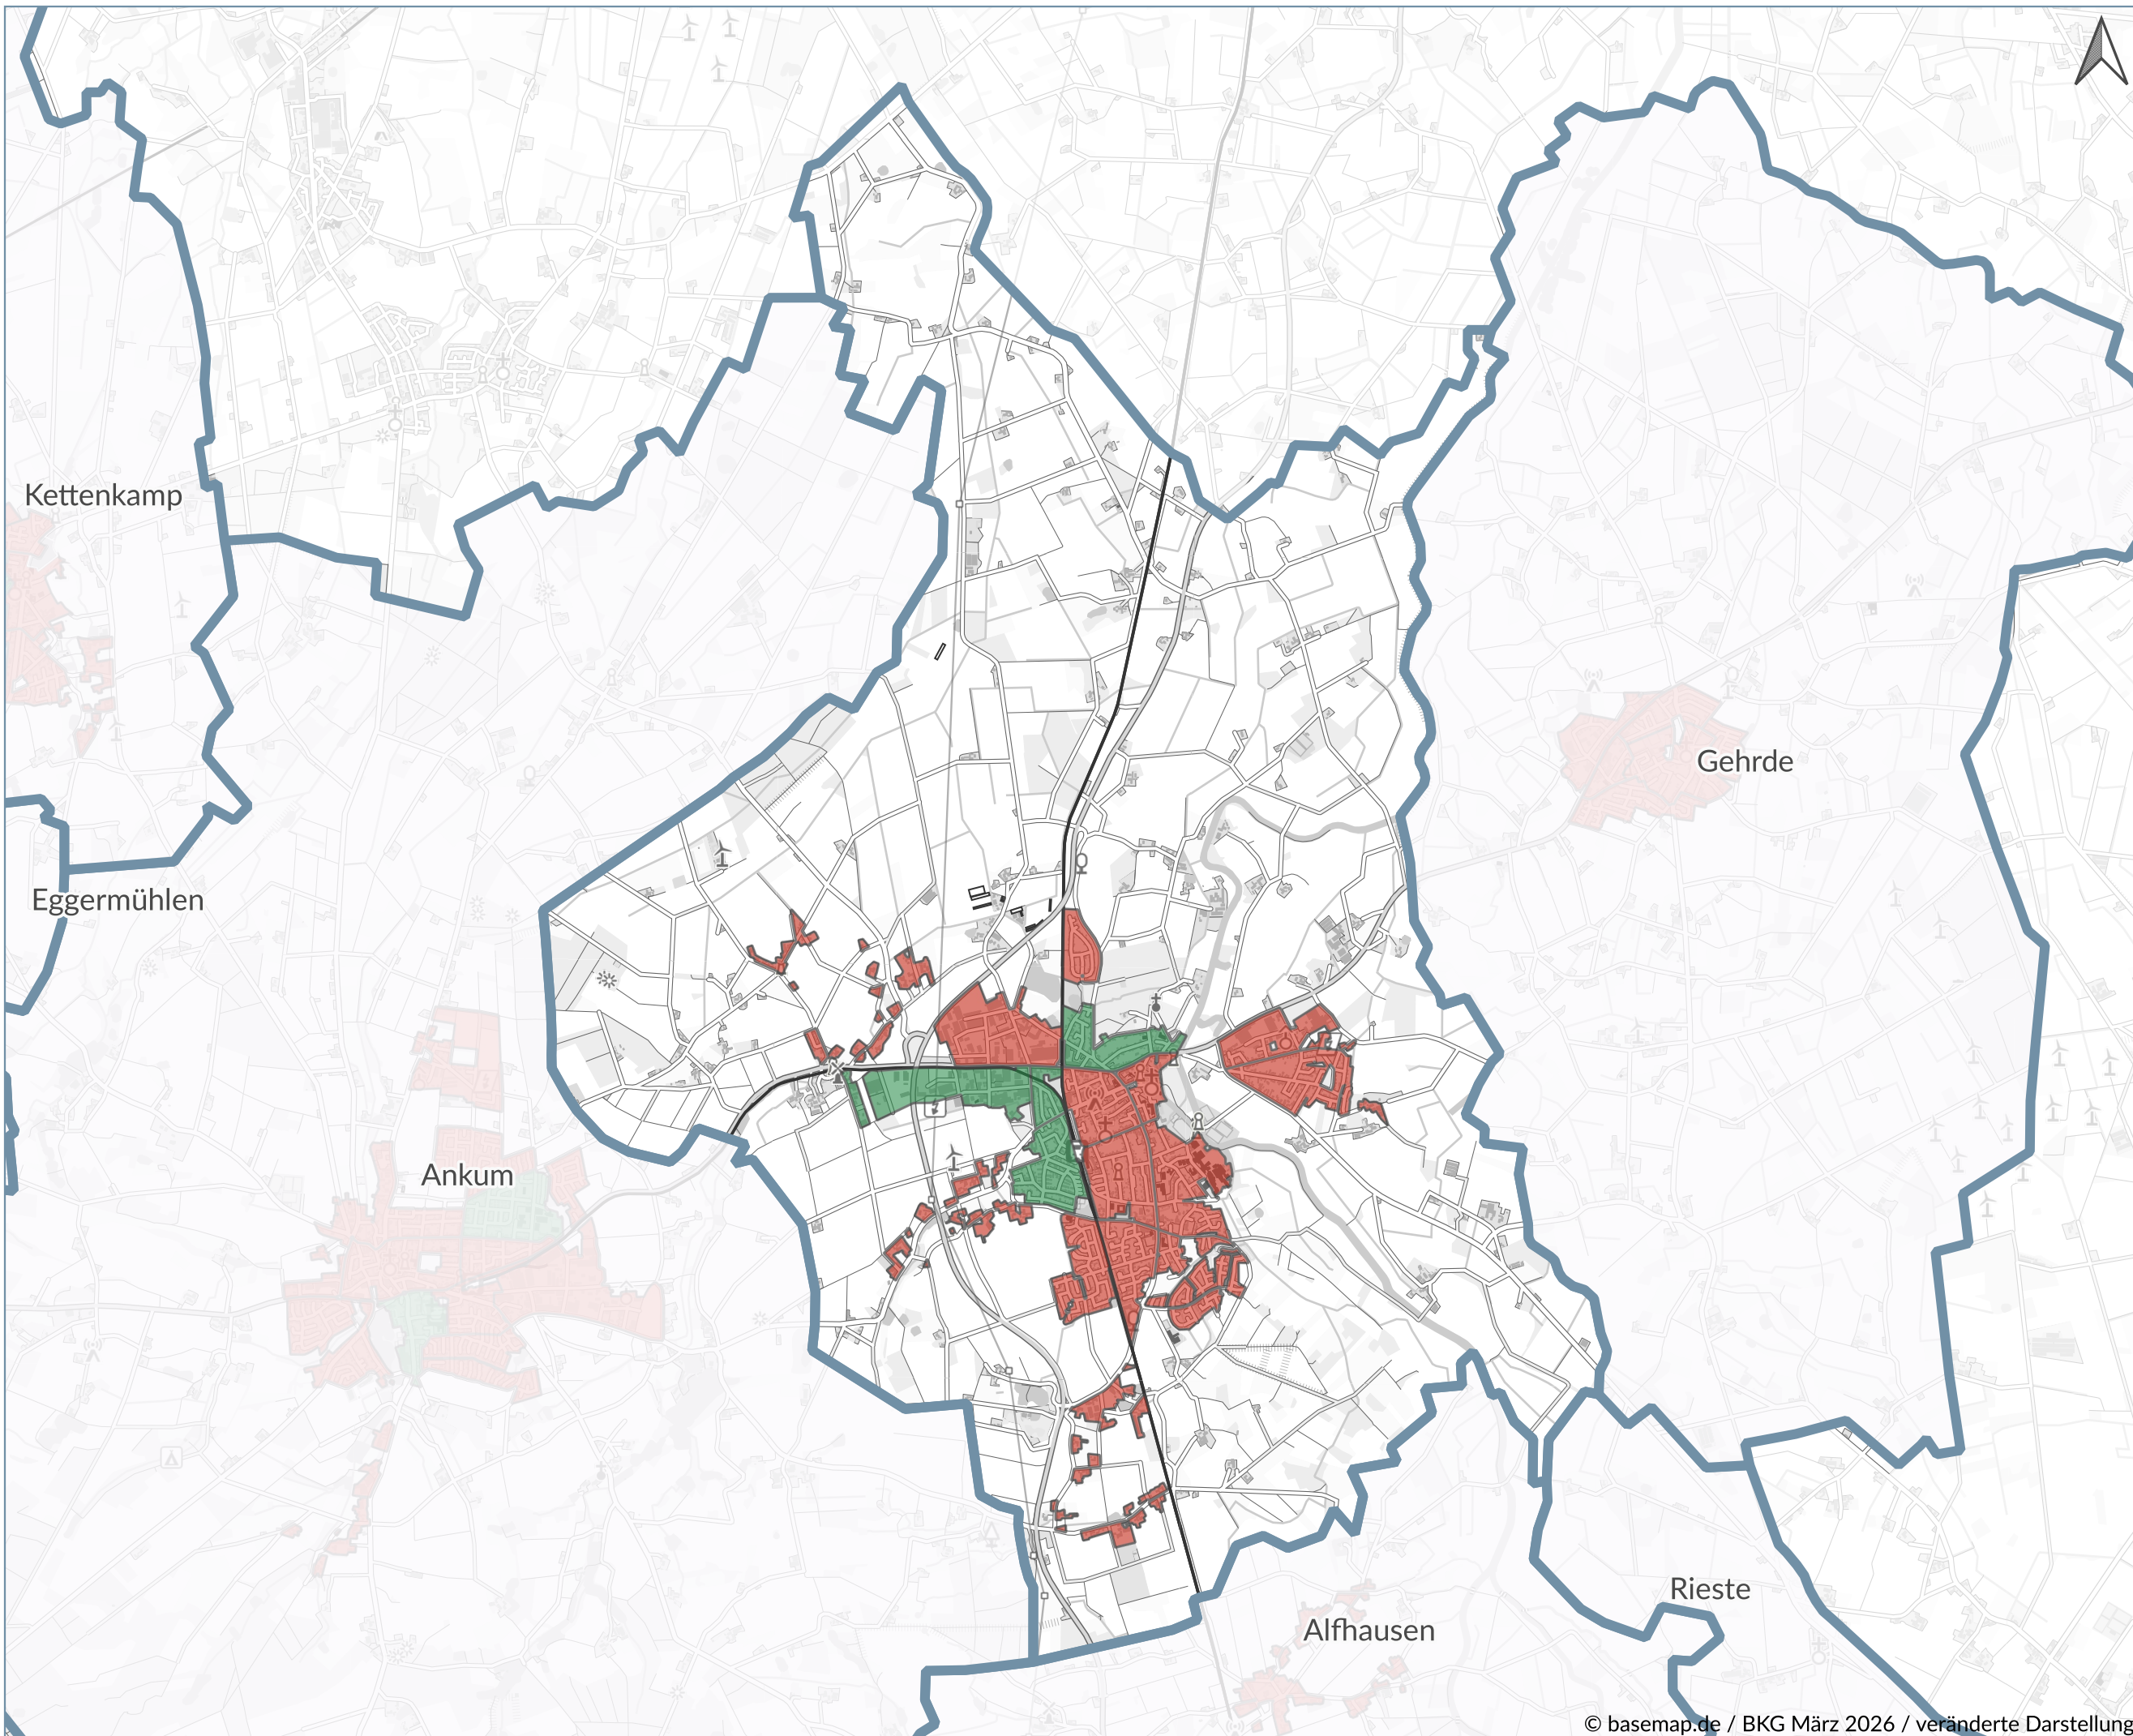 Kettenkamp
Gehrde
Eggermühlen
Ankum
Rieste
Alfhausen
© basemap.de / BKG März 2026 / veränderte Darstellung